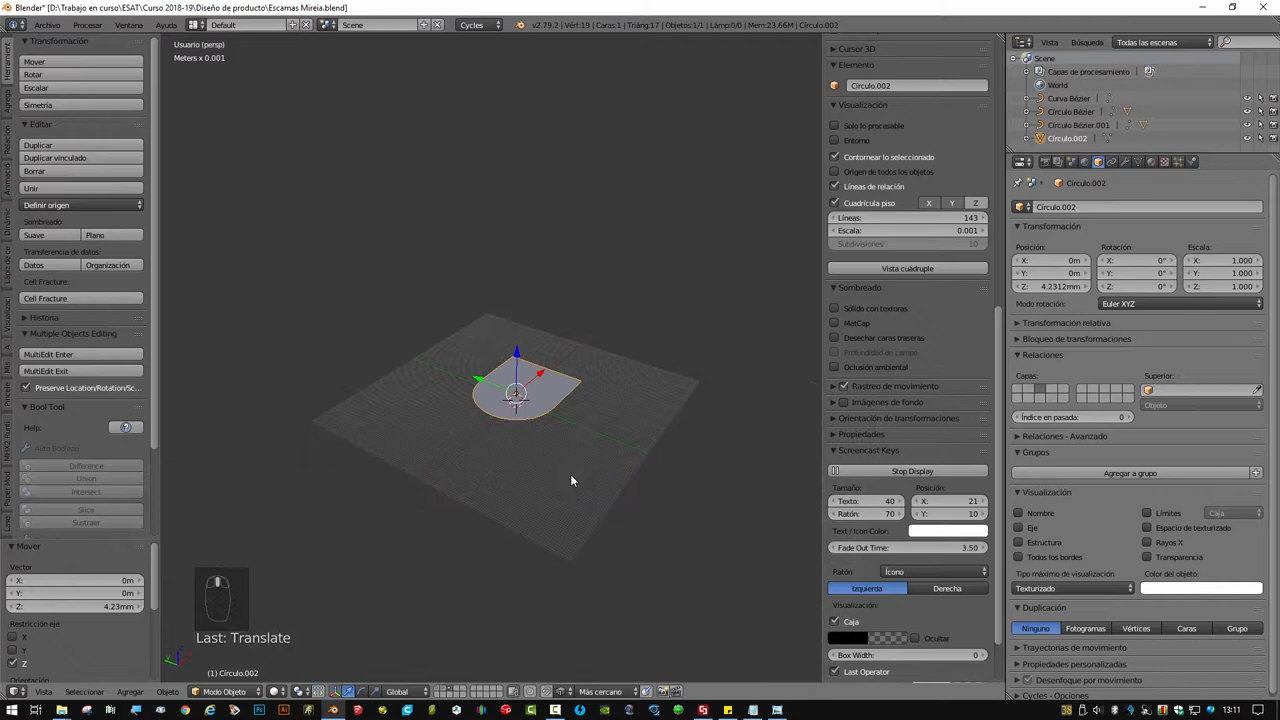 Blender* [D:\Trabajo en curso\ESAT\Diseño de producto\Escamas Mireia.blend]
Archivo Procesar Ventana Ayuda Default Scene Cycles v2.79.2 | Vért:19 | Caras:1 | Triáng:17 | Objetos:1/1 | Lámp:0/0 | Mem:23.66M | Círculo.002
Transformación
Mover
Rotar
Escalar
Simetría
Editar
Duplicar
Duplicar vinculado
Borrar
Unir
Definir origen
Sombreado:
Suave Plano
Transferencia de datos:
Datos Organización
Cell Fracture:
Cell Fracture
Historia
Multiple Objects Editing
MultiEdit Enter
MultiEdit Exit
Preserve Location/Rotation/Sc...
Bool Tool
Help:
Auto Boolean
Difference
Union
Intersect
Slice
Sustraer
Mover
Vector
X: 0m
Y: 0m
Z: 4.23mm
Restricción eje
X
Y
Z
Orientación
Usuario (persp)
Meters x 0.001
Last: Translate
(1) Círculo.002
Vista Seleccionar Agregar Objeto Modo Objeto Global Más cercano
Cursor 3D
Elemento
Círculo.002
Visualización
Solo lo procesable
Entorno
Contornear lo seleccionado
Origen de todos los objetos
Líneas de relación
Cuadrícula piso X Y Z
Líneas: 143
Escala: 0.001
Subdivisiones: 10
Vista cuádruple
Sombreado
Sólido con texturas
MatCap
Desechar caras traseras
Profundidad de campo
Oclusión ambiental
Rastreo de movimiento
Imágenes de fondo
Orientación de transformaciones
Propiedades
Screencast Keys
Stop Display
Tamaño: Posición:
Texto: 40 X: 21
Ratón: 70 Y: 10
Text / Icon Color:
Fade Out Time: 3.50
Ratón: Ícono
Izquierda Derecha
Visualización:
Caja
Ocultar
Box Width: 0
Last Operator
Vista Búsqueda Todas las escenas
Scene
Capas de procesamiento
World
Curva Bézier
Círculo Bézier
Círculo Bézier.001
Círculo.002
Círculo.002
Círculo.002
Transformación
Posición: Rotación: Escala:
X: 0m X: 0° X: 1.000
Y: 0m Y: 0° Y: 1.000
Z: 4.2312mm Z: 0° Z: 1.000
Modo rotación: Euler XYZ
Transformación relativa
Bloqueo de transformaciones
Relaciones
Capas: Superior:
Objeto
Índice en pasada: 0
Relaciones - Avanzado
Grupos
Agregar a grupo
Visualización
Nombre Límites Caja
Eje Espacio de texturizado
Estructura Rayos X
Todos los bordes Transparencia
Tipo máximo de visualización Color del objeto:
Texturizado
Duplicación
Ninguno Fotogramas Vértices Caras Grupo
Trayectorias de movimiento
Propiedades personalizadas
Desenfoque por movimiento
Cycles - Opciones
13:11